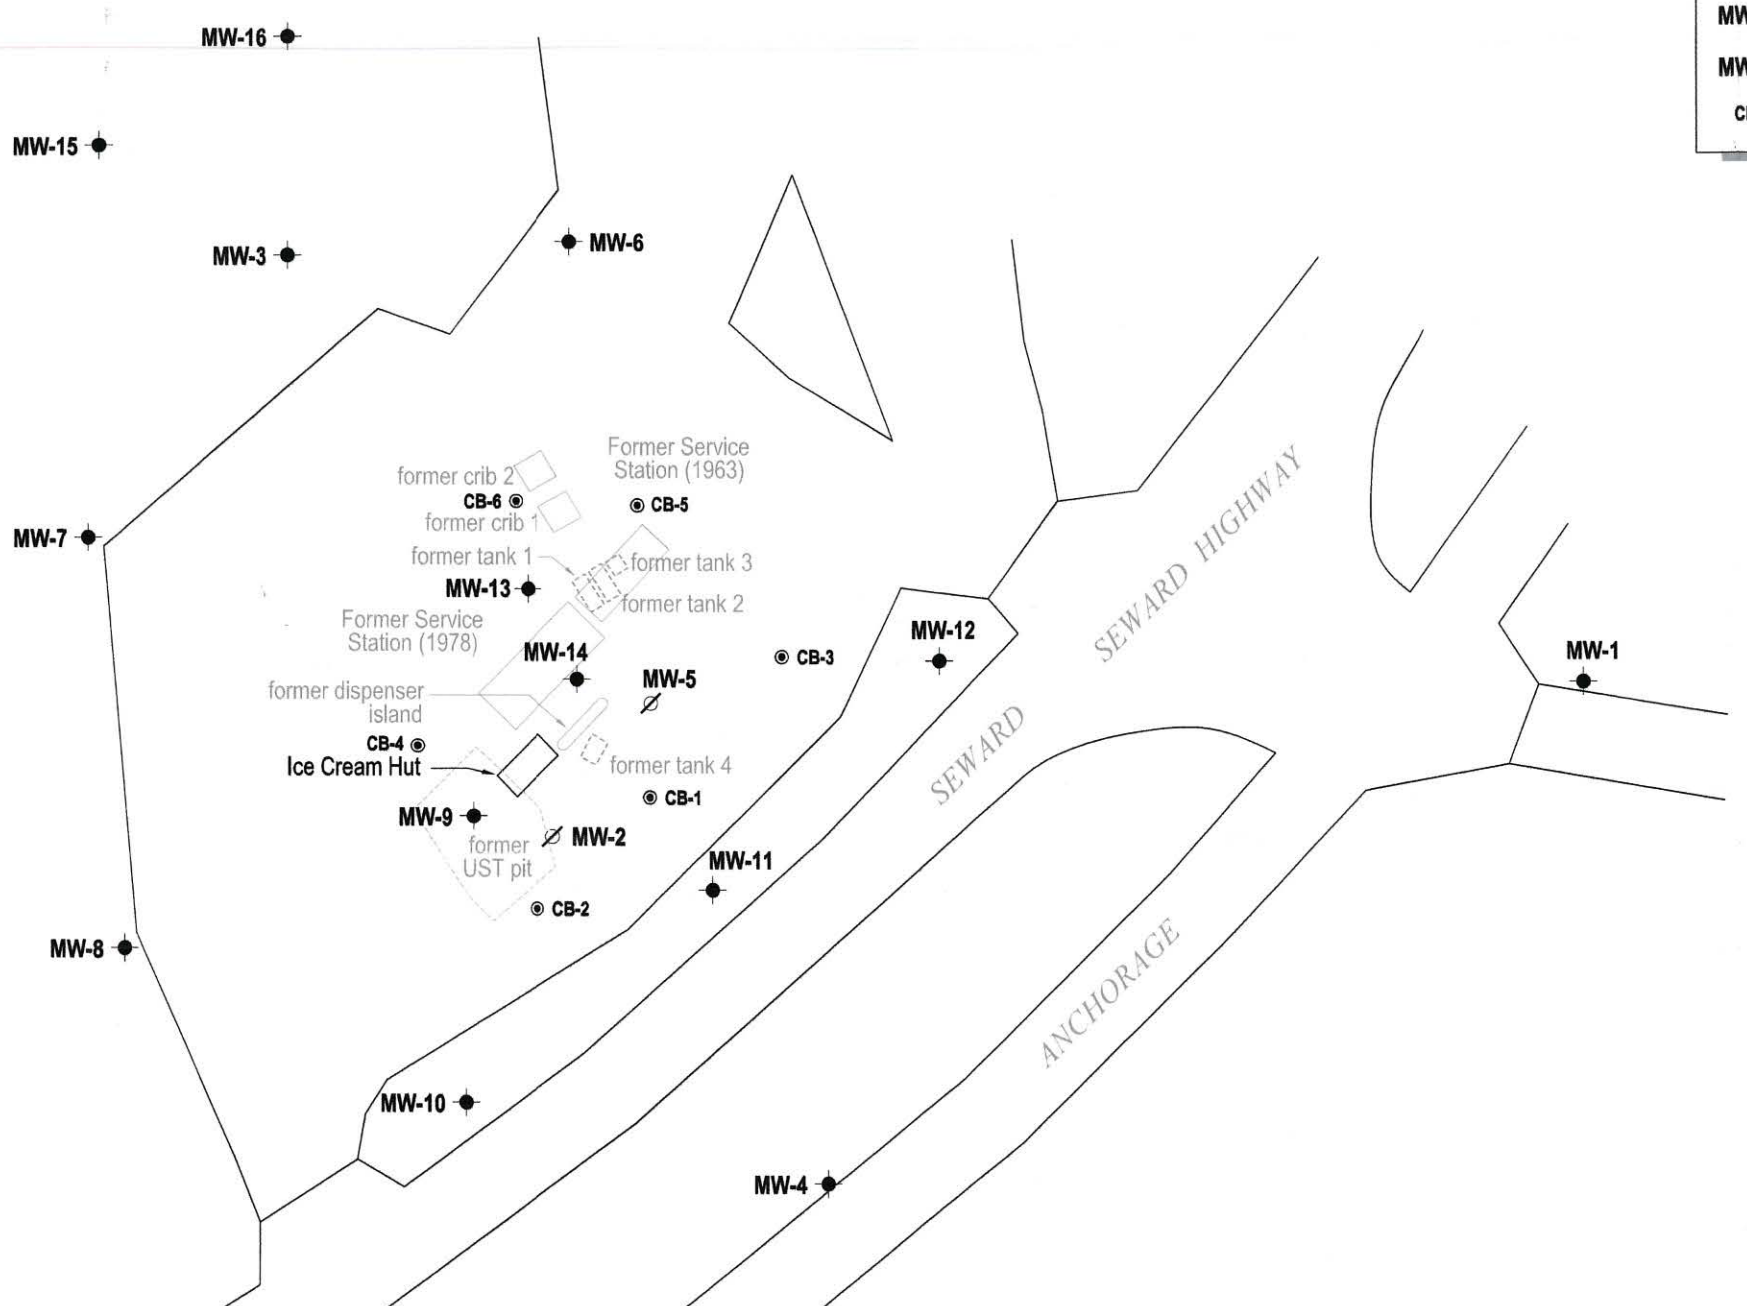 MW-16
MW
MW
MW-15
MW-3
MW-6
former crib 2
Former Service
Station (1963)
CB-6
CB-5
former crib 1
MW-7
former tank 1
former tank 3
MW-13
former tank 2
Former Service
Station (1978)
MW-14
MW-12
CB-3
MW-5
MW-1
former dispenser
island
CB-4
Ice Cream Hut
former tank 4
CB-1
MW-9
MW-2
former
UST pit
MW-11
CB-2
MW-8
MW-10
MW-4
SEWARD HIGHWAY
SEWARD
ANCHORAGE